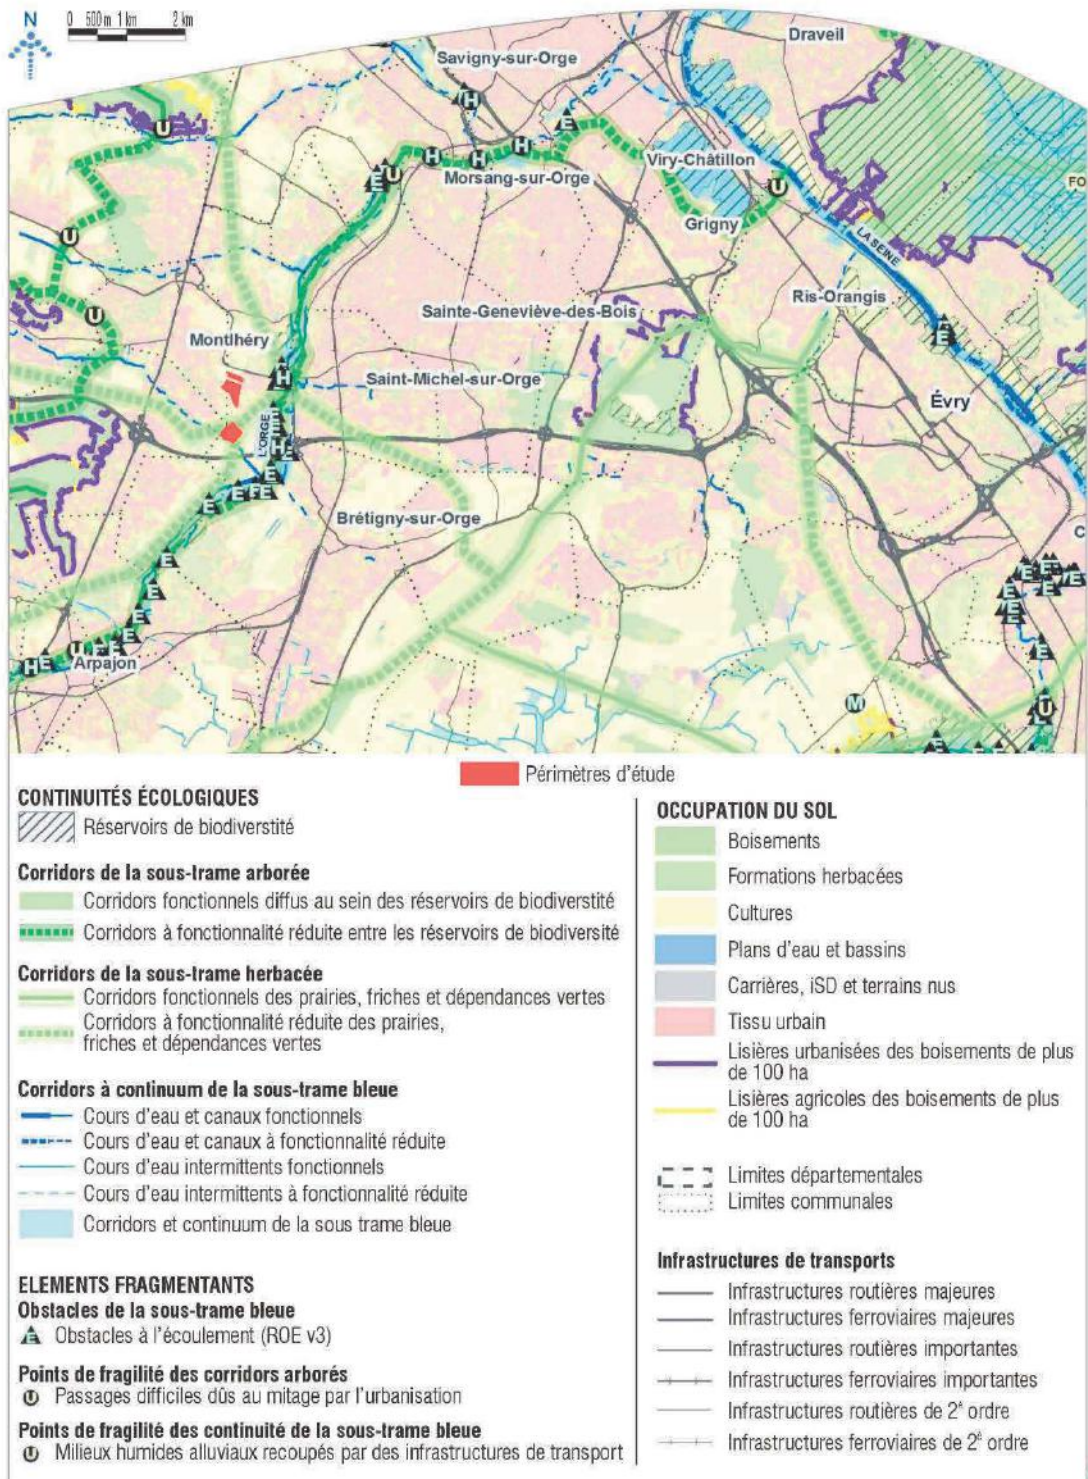 N
0 500 m 1 km 2 km
Draveil
Savigny-sur-Orge
H
E
U
H
H
H
Viry-Châtillon
FO
E
U
Morsang-sur-Orge
U
Grigny
LA SEINE
U
Ris-Orangis
Sainte-Geneviève-des-Bois
U
Montlhéry
E
H
Saint-Michel-sur-Orge
Évry
L'ORGE
H
E
E
E
E
E
Brétigny-sur-Orge
C
E
E
E
E
E
E
E
E
E
H
E
U
Arpajon
M
U
E
E
Périmètres d'étude
CONTINUITÉS ÉCOLOGIQUES
Réservoirs de biodiverstité
Corridors de la sous-trame arborée
Corridors fonctionnels diffus au sein des réservoirs de biodiverstité
Corridors à fonctionnalité réduite entre les réservoirs de biodiversité
Corridors de la sous-trame herbacée
Corridors fonctionnels des prairies, friches et dépendances vertes
Corridors à fonctionnalité réduite des prairies,
friches et dépendances vertes
Corridors à continuum de la sous-trame bleue
Cours d'eau et canaux fonctionnels
Cours d'eau et canaux à fonctionnalité réduite
Cours d'eau intermittents fonctionnels
Cours d'eau intermittents à fonctionnalité réduite
Corridors et continuum de la sous trame bleue
ELEMENTS FRAGMENTANTS
Obstacles de la sous-trame bleue
E Obstacles à l'écoulement (ROE v3)
Points de fragilité des corridors arborés
U Passages difficiles dûs au mitage par l'urbanisation
Points de fragilité des continuité de la sous-trame bleue
U Milieux humides alluviaux recoupés par des infrastructures de transport
OCCUPATION DU SOL
Boisements
Formations herbacées
Cultures
Plans d'eau et bassins
Carrières, iSD et terrains nus
Tissu urbain
Lisières urbanisées des boisements de plus
de 100 ha
Lisières agricoles des boisements de plus
de 100 ha
Limites départementales
Limites communales
Infrastructures de transports
Infrastructures routières majeures
Infrastructures ferroviaires majeures
Infrastructures routières importantes
Infrastructures ferroviaires importantes
Infrastructures routières de 2è ordre
Infrastructures ferroviaires de 2è ordre